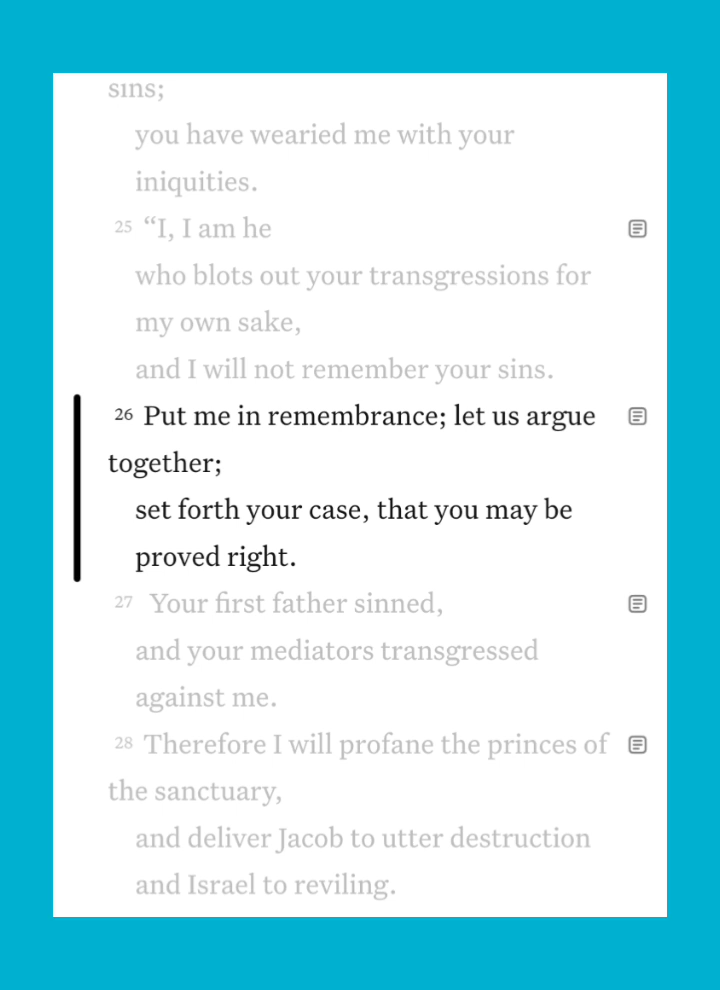 sins;
you have wearied me with your
iniquities.
25 “I, I am he
who blots out your transgressions for
my own sake,
and I will not remember your sins.
26 Put me in remembrance; let us argue
together;
set forth your case, that you may be
proved right.
27 Your first father sinned,
and your mediators transgressed
against me.
28 Therefore I will profane the princes of
the sanctuary,
and deliver Jacob to utter destruction
and Israel to reviling.